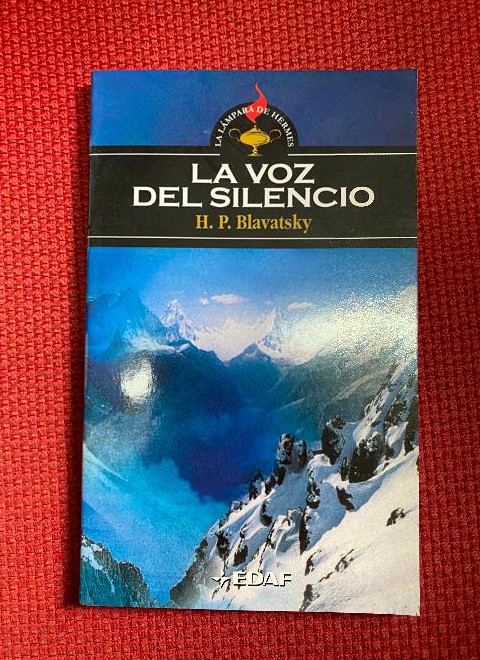 LA LÁMPARA DE HERMES
LA VOZ
DEL SILENCIO
H. P. Blavatsky
EDAF